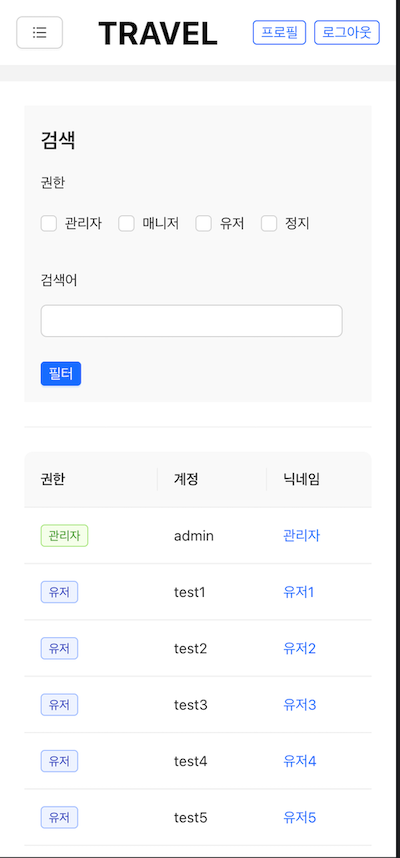 TRAVEL 프로필 로그아웃
검색
권한
관리자 매니저 유저 정지
검색어
필터
권한 계정 닉네임
관리자 admin 관리자
유저 test1 유저1
유저 test2 유저2
유저 test3 유저3
유저 test4 유저4
유저 test5 유저5